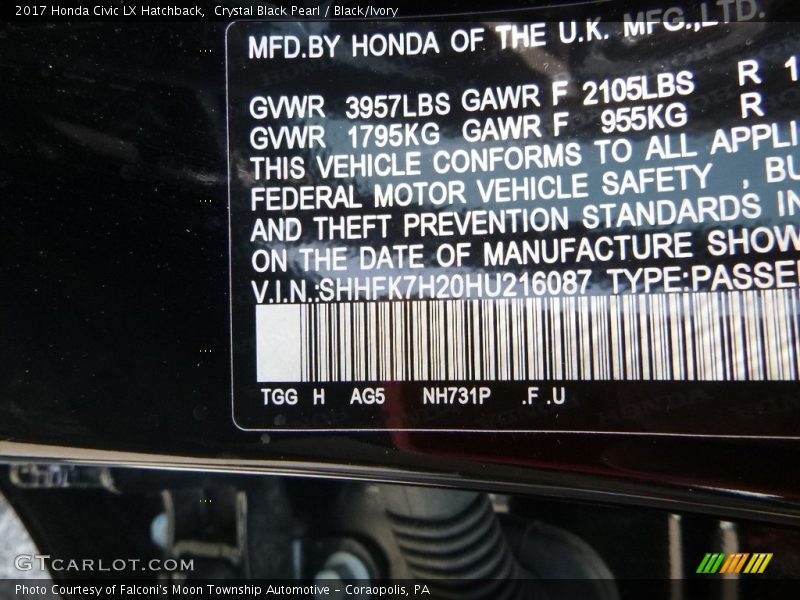 2017 Honda Civic LX Hatchback, Crystal Black Pearl / Black/Ivory
MFD.BY HONDA OF THE U.K. MFG.,LTD.
GVWR 3957LBS GAWR F 2105LBS R 1
GVWR 1795KG GAWR F 955KG R
THIS VEHICLE CONFORMS TO ALL APPLI
FEDERAL MOTOR VEHICLE SAFETY , BU
AND THEFT PREVENTION STANDARDS IN
ON THE DATE OF MANUFACTURE SHOW
V.I.N.:SHHFK7H20HU216087 TYPE:PASSE
TGG H AG5 NH731P .F .U
GTCARLOT.COM
Photo Courtesy of Falconi's Moon Township Automotive – Coraopolis, PA